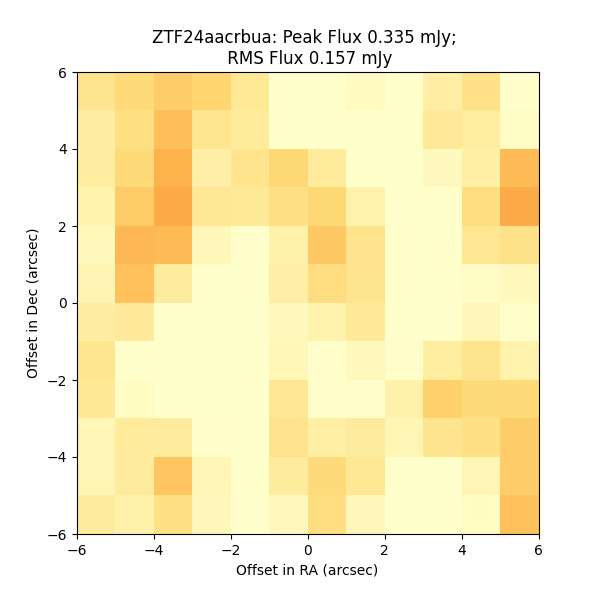 ZTF24aacrbua: Peak Flux 0.335 mJy;
RMS Flux 0.157 mJy
6
4
2
0
−2
−4
−6
Offset in Dec (arcsec)
−6 −4 −2 0 2 4 6
Offset in RA (arcsec)